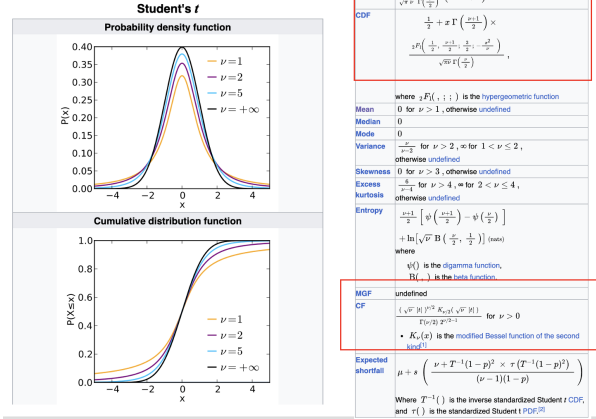 Student's t
Probability density function
0.40
0.35
0.30
0.25
0.20
0.15
0.10
0.05
0.00
P(x)
−4 −2 0 2 4
x
ν=1
ν=2
ν=5
ν=+∞
Cumulative distribution function
1.0
0.8
0.6
0.4
0.2
0.0
P(X≤x)
−4 −2 0 2 4
x
ν=1
ν=2
ν=5
ν=+∞
CDF
1/2 + x Γ((ν+1)/2) ×
₂F₁(1/2, (ν+1)/2; 3/2; −x²/ν) / (√(πν) Γ(ν/2)) ,
where ₂F₁( , ; ; ) is the hypergeometric function
Mean 0 for ν > 1 , otherwise undefined
Median 0
Mode 0
Variance ν/(ν−2) for ν > 2 , ∞ for 1 < ν ≤ 2 ,
otherwise undefined
Skewness 0 for ν > 3 , otherwise undefined
Excess kurtosis 6/(ν−4) for ν > 4 , ∞ for 2 < ν ≤ 4 ,
otherwise undefined
Entropy (ν+1)/2 [ ψ((ν+1)/2) − ψ(ν/2) ]
+ ln[√ν B(ν/2, 1/2)] (nats)
where
ψ() is the digamma function,
B( , ) is the beta function.
MGF undefined
CF (√ν |t|)^(ν/2) K_(ν/2)(√ν |t|) / (Γ(ν/2) 2^(ν/2−1)) for ν > 0
• Kν(x) is the modified Bessel function of the second
kind[1]
Expected shortfall μ + s ( (ν + T⁻¹(1−p)² × τ(T⁻¹(1−p)²)) / ((ν−1)(1−p)) )
Where T⁻¹( ) is the inverse standardized Student t CDF,
and τ( ) is the standardized Student t PDF.[2]